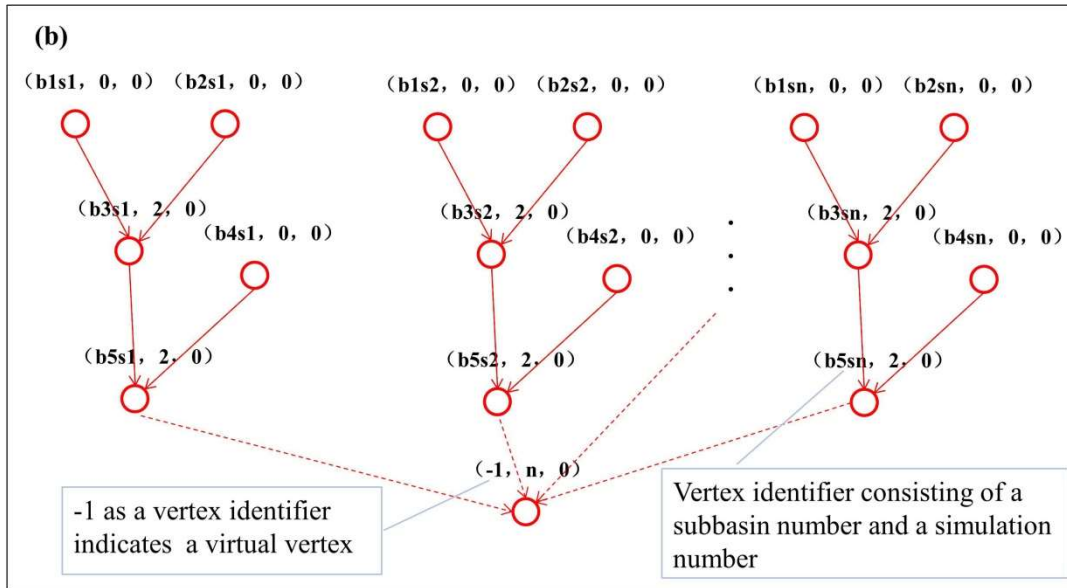 (b)
（b1s1，0，0）（b2s1，0，0）
（b1s2，0，0）（b2s2，0，0）
（b1sn，0，0）（b2sn，0，0）
（b3s1，2，0）
（b4s1，0，0）
（b3s2，2，0）
（b4s2，0，0）
（b3sn，2，0）
（b4sn，0，0）
（b5s1，2，0）
（b5s2，2，0）
（b5sn，2，0）
（-1，n，0）
-1 as a vertex identifier
indicates a virtual vertex
Vertex identifier consisting of a
subbasin number and a simulation
number